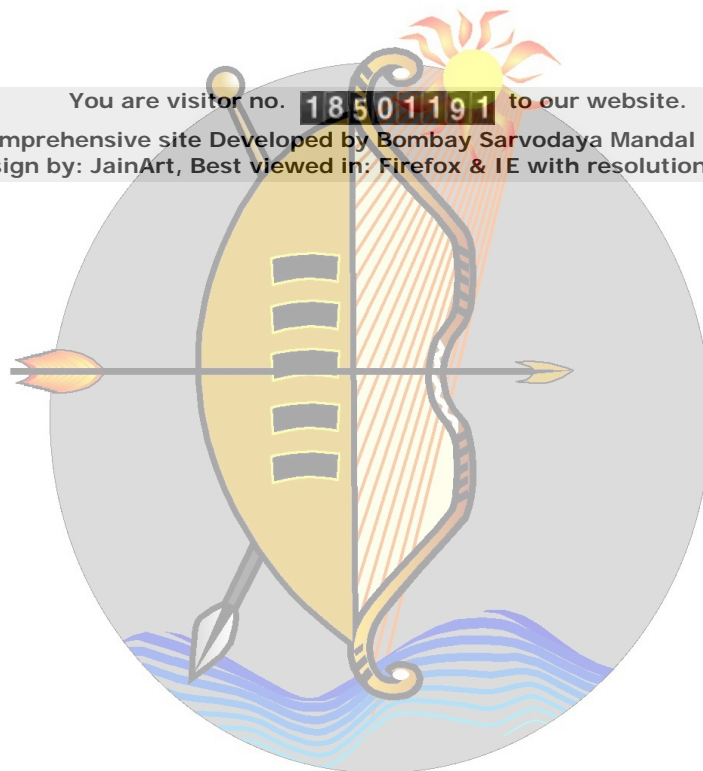 You are visitor no. 18501191 to our website.
mprehensive site Developed by Bombay Sarvodaya Mandal
sign by: JainArt, Best viewed in: Firefox & IE with resolution